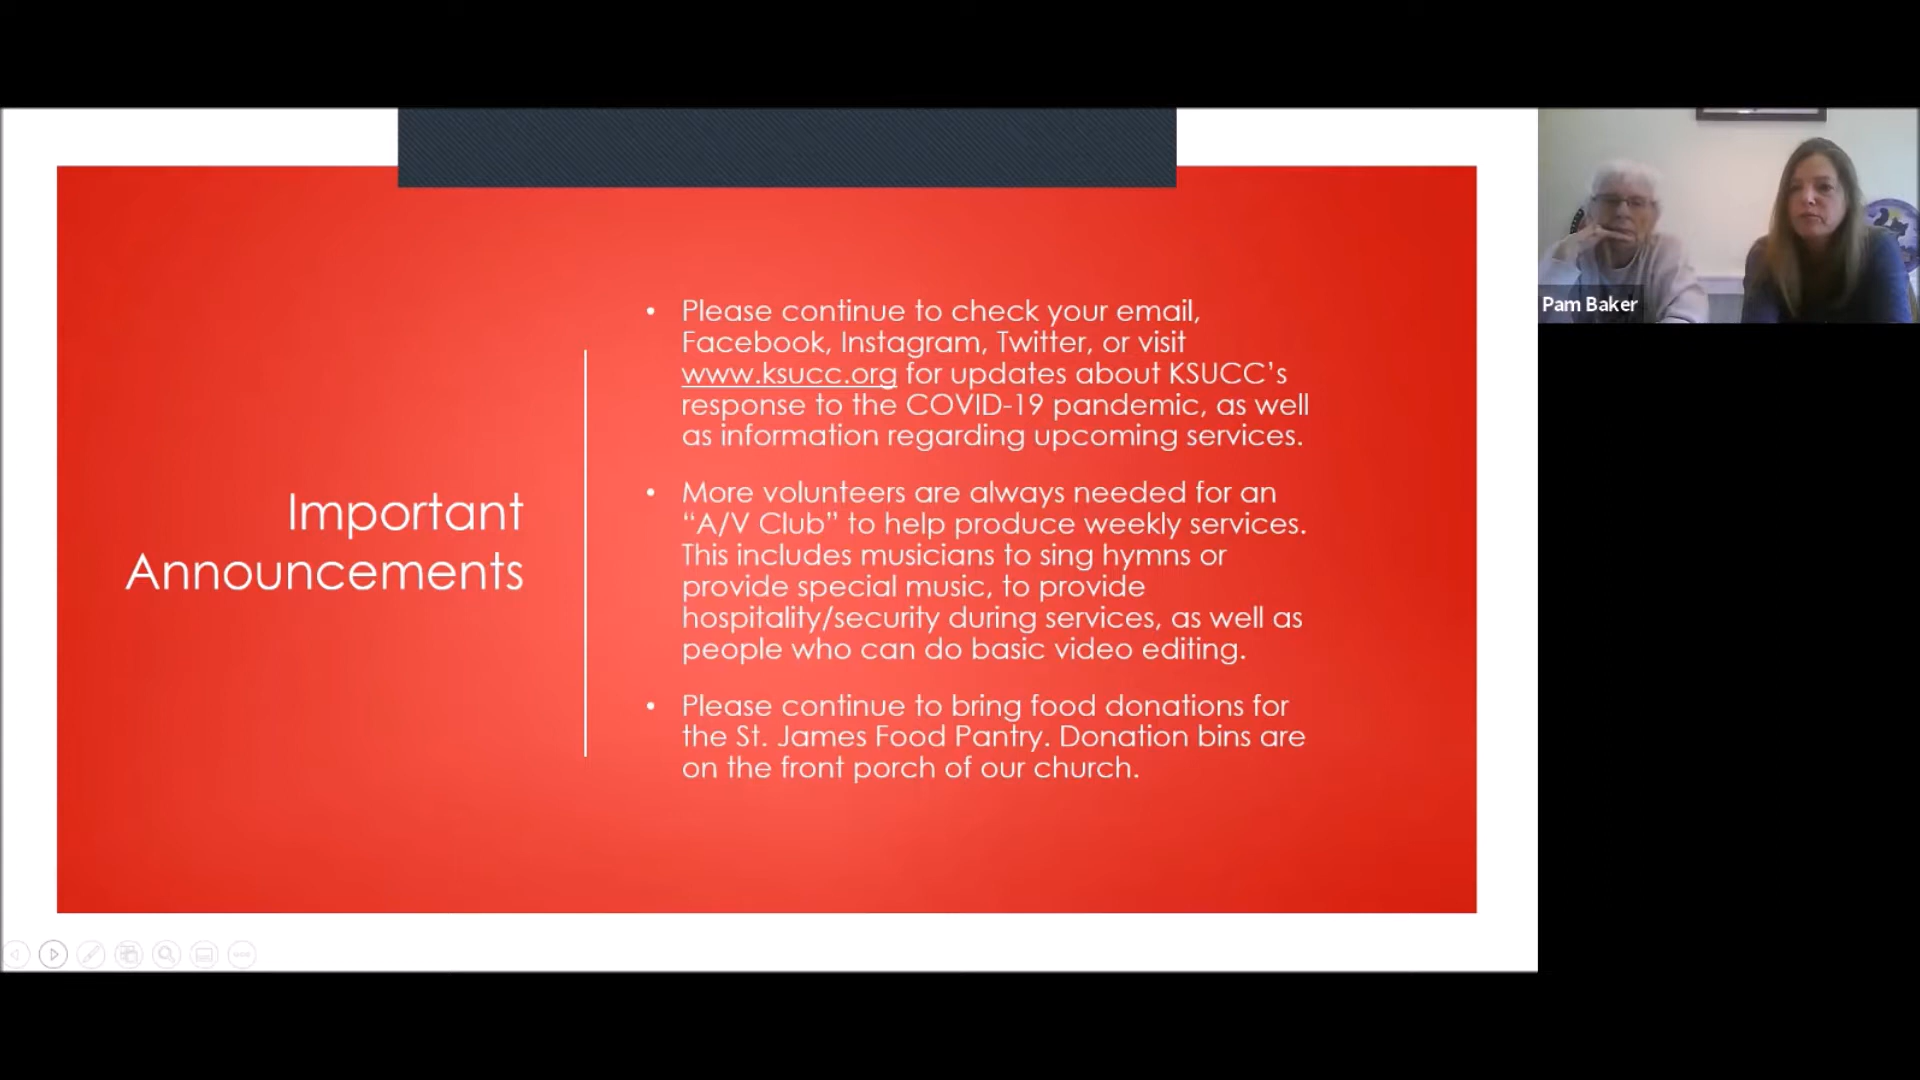 Important
Announcements
• Please continue to check your email,
Facebook, Instagram, Twitter, or visit
www.ksucc.org for updates about KSUCC’s
response to the COVID-19 pandemic, as well
as information regarding upcoming services.
• More volunteers are always needed for an
“A/V Club” to help produce weekly services.
This includes musicians to sing hymns or
provide special music, to provide
hospitality/security during services, as well as
people who can do basic video editing.
• Please continue to bring food donations for
the St. James Food Pantry. Donation bins are
on the front porch of our church.
Pam Baker